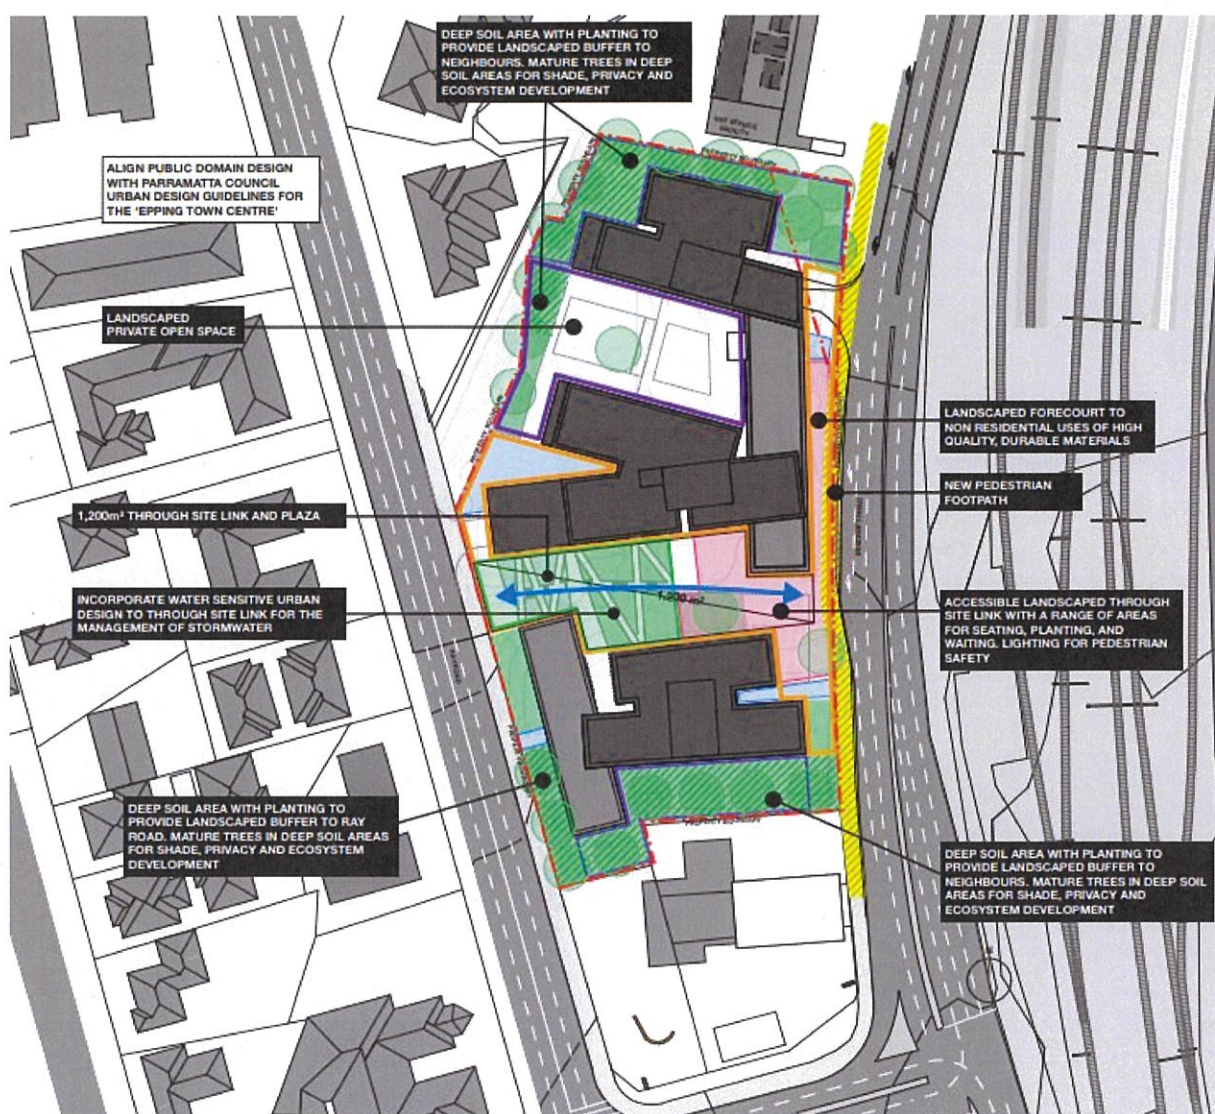 DEEP SOIL AREA WITH PLANTING TO
PROVIDE LANDSCAPED BUFFER TO
NEIGHBOURS. MATURE TREES IN DEEP
SOIL AREAS FOR SHADE, PRIVACY AND
ECOSYSTEM DEVELOPMENT
ALIGN PUBLIC DOMAIN DESIGN
WITH PARRAMATTA COUNCIL
URBAN DESIGN GUIDELINES FOR
THE 'EPPING TOWN CENTRE'
LANDSCAPED
PRIVATE OPEN SPACE
LANDSCAPED FORECOURT TO
NON RESIDENTIAL USES OF HIGH
QUALITY, DURABLE MATERIALS
NEW PEDESTRIAN
FOOTPATH
1,200m² THROUGH SITE LINK AND PLAZA
1,200 m²
INCORPORATE WATER SENSITIVE URBAN
DESIGN TO THROUGH SITE LINK FOR THE
MANAGEMENT OF STORMWATER
ACCESSIBLE LANDSCAPED THROUGH
SITE LINK WITH A RANGE OF AREAS
FOR SEATING, PLANTING, AND
WAITING. LIGHTING FOR PEDESTRIAN
SAFETY
DEEP SOIL AREA WITH PLANTING TO
PROVIDE LANDSCAPED BUFFER TO RAY
ROAD. MATURE TREES IN DEEP SOIL AREAS
FOR SHADE, PRIVACY AND ECOSYSTEM
DEVELOPMENT
PROPERTY BOUNDARY
DEEP SOIL AREA WITH PLANTING TO
PROVIDE LANDSCAPED BUFFER TO
NEIGHBOURS. MATURE TREES IN DEEP SOIL
AREAS FOR SHADE, PRIVACY AND
ECOSYSTEM DEVELOPMENT